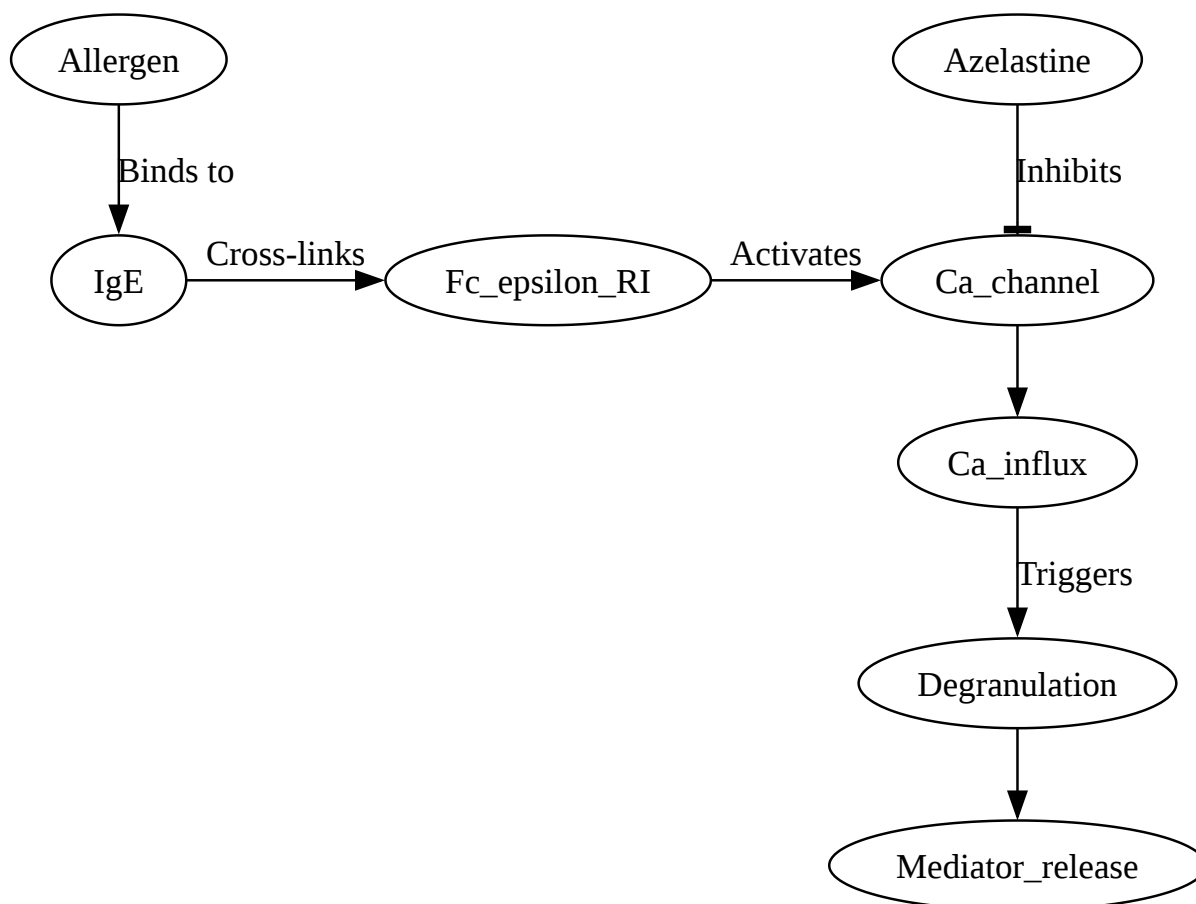 Allergen
Azelastine
Binds to
Inhibits
Cross-links
Activates
IgE
Fc_epsilon_RI
Ca_channel
Ca_influx
Triggers
Degranulation
Mediator_release